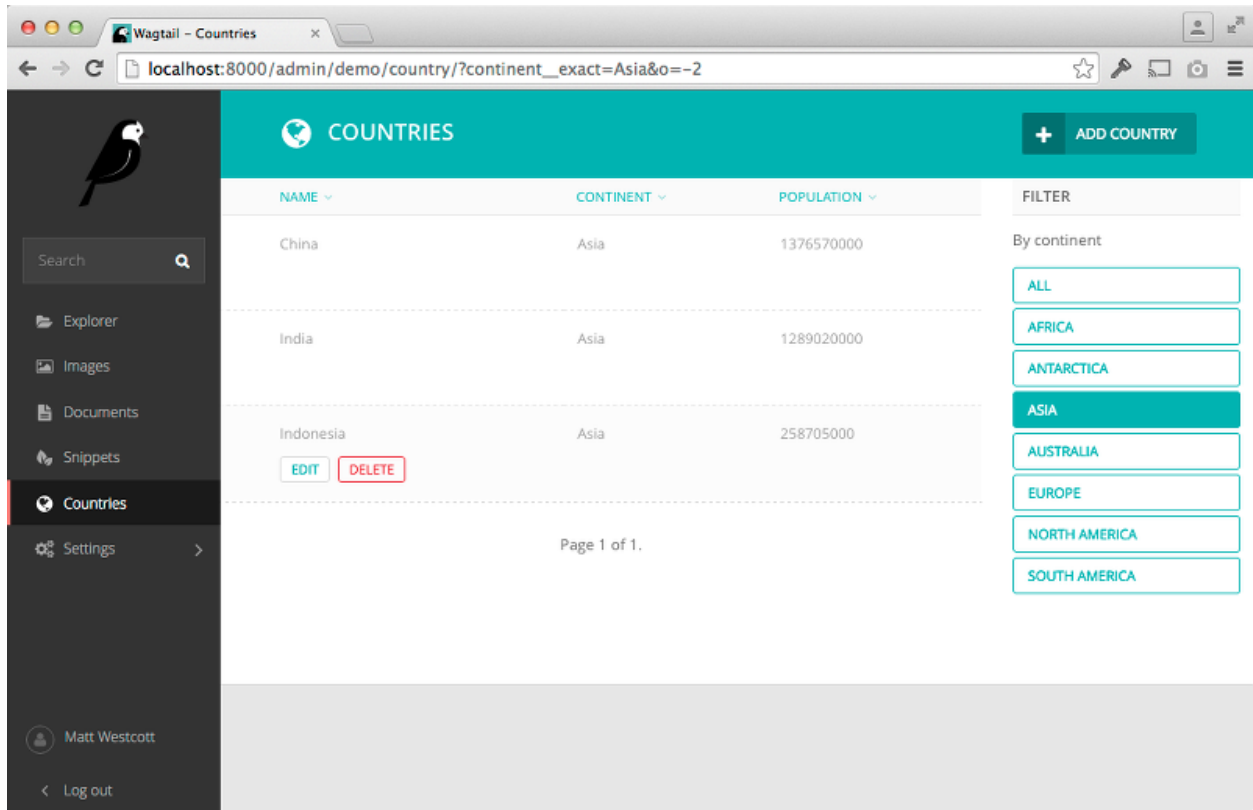 Wagtail – Countries
localhost:8000/admin/demo/country/?continent__exact=Asia&o=-2
COUNTRIES
ADD COUNTRY
Search
Explorer
Images
Documents
Snippets
Countries
Settings
Matt Westcott
Log out
NAME CONTINENT POPULATION
China Asia 1376570000
India Asia 1289020000
Indonesia Asia 258705000
EDIT DELETE
Page 1 of 1.
FILTER
By continent
ALL
AFRICA
ANTARCTICA
ASIA
AUSTRALIA
EUROPE
NORTH AMERICA
SOUTH AMERICA